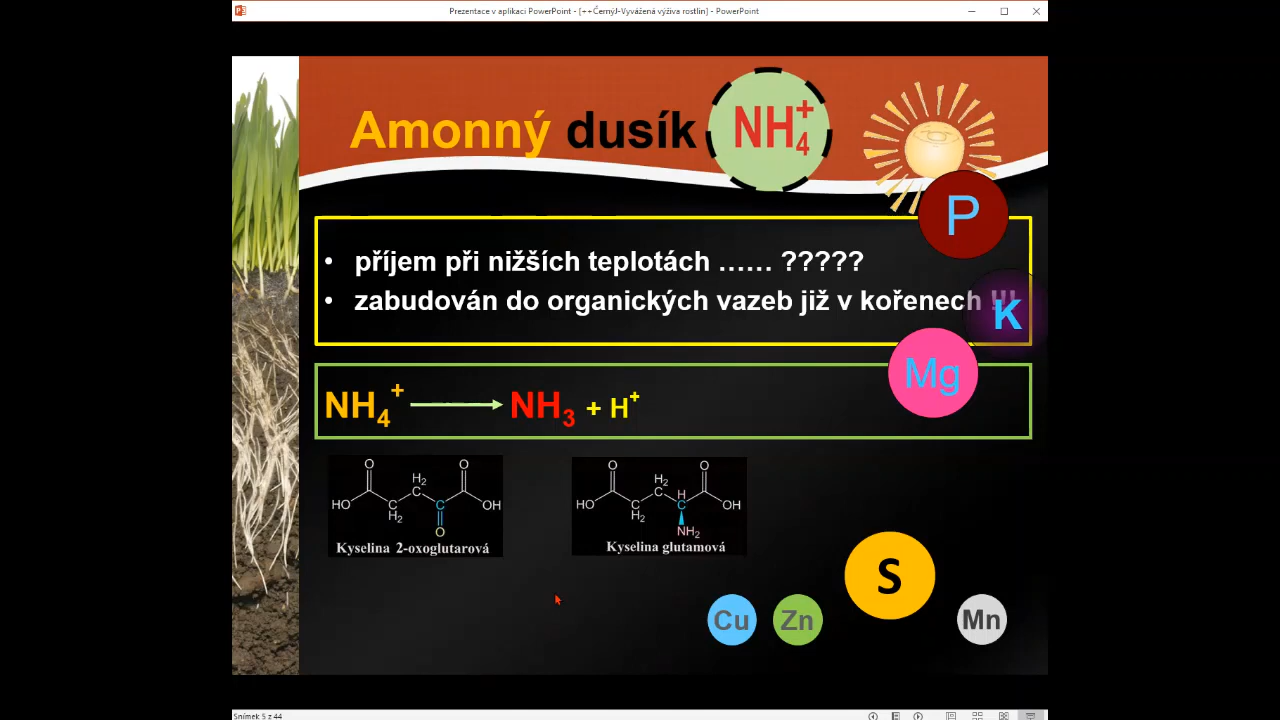 Prezentace v aplikaci PowerPoint - [++ČernýJ-Vyvážená výživa rostlin] - PowerPoint
Amonný dusík NH4+
P
• příjem při nižších teplotách …… ?????
• zabudován do organických vazeb již v kořenech !!!
K
Mg
NH4+ → NH3 + H+
O O
H2
C
HO C C OH
H2 O
Kyselina 2-oxoglutarová
O O
H2
C H
HO C C OH
H2 NH2
Kyselina glutamová
S
Cu Zn Mn
Snímek 5 z 44